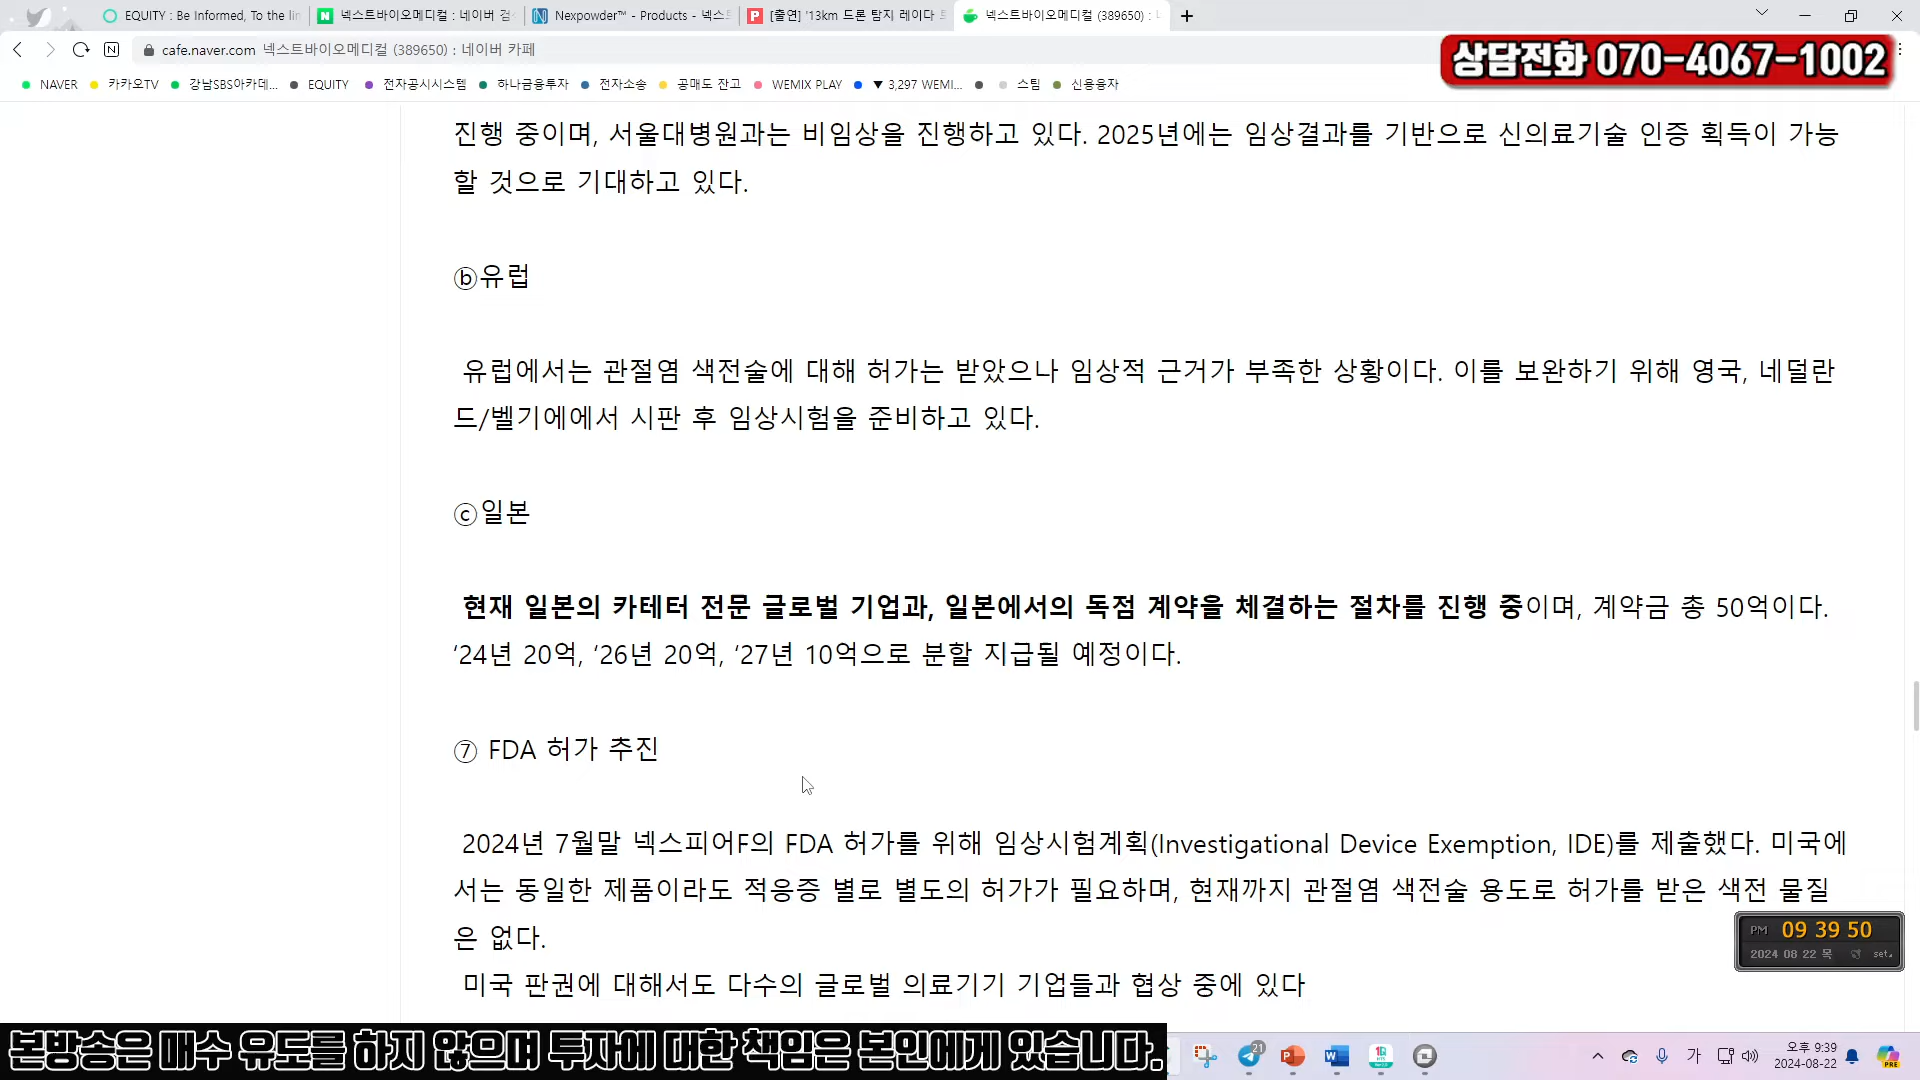 EQUITY : Be Informed, To the lin
넥스트바이오메디컬 : 네이버 검
Nexpowder™ - Products - 넥스
[출연] '13km 드론 탐지 레이다
넥스트바이오메디컬 (389650) :
cafe.naver.com 넥스트바이오메디컬 (389650) : 네이버 카페
상담전화 070-4067-1002
NAVER
카카오TV
강남SBS아카데...
EQUITY
전자공시시스템
하나금융투자
전자소송
공매도 잔고
WEMIX PLAY
▼ 3,297 WEMI...
스팀
신용융자
진행 중이며, 서울대병원과는 비임상을 진행하고 있다. 2025년에는 임상결과를 기반으로 신의료기술 인증 획득이 가능
할 것으로 기대하고 있다.
ⓑ유럽
유럽에서는 관절염 색전술에 대해 허가는 받았으나 임상적 근거가 부족한 상황이다. 이를 보완하기 위해 영국, 네덜란
드/벨기에에서 시판 후 임상시험을 준비하고 있다.
ⓒ일본
현재 일본의 카테터 전문 글로벌 기업과, 일본에서의 독점 계약을 체결하는 절차를 진행 중이며, 계약금 총 50억이다.
‘24년 20억, ‘26년 20억, ‘27년 10억으로 분할 지급될 예정이다.
⑦ FDA 허가 추진
2024년 7월말 넥스피어F의 FDA 허가를 위해 임상시험계획(Investigational Device Exemption, IDE)를 제출했다. 미국에
서는 동일한 제품이라도 적응증 별로 별도의 허가가 필요하며, 현재까지 관절염 색전술 용도로 허가를 받은 색전 물질
은 없다.
미국 판권에 대해서도 다수의 글로벌 의료기기 기업들과 협상 중에 있다
PM 09 39 50
2024 08 22 목 set
본방송은 매수 유도를 하지 않으며 투자에 대한 책임은 본인에게 있습니다.
21
가
오후 9:39
2024-08-22
PRE